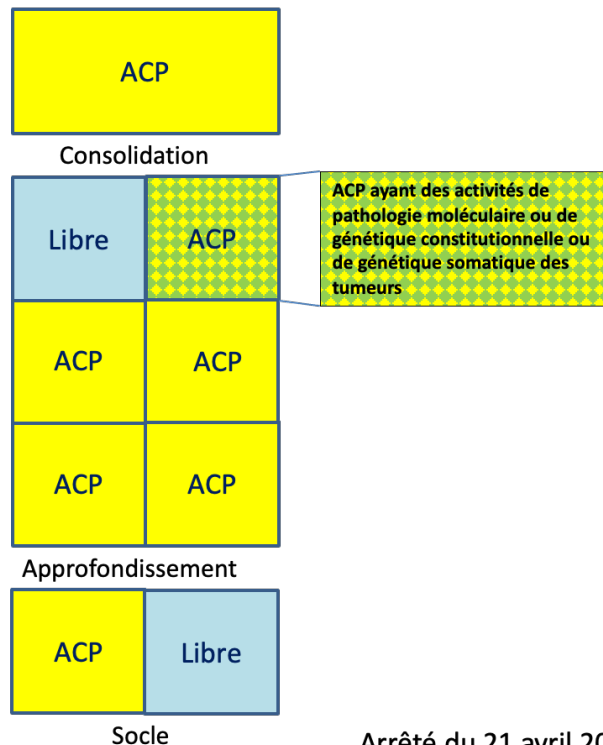 ACP
Consolidation
Libre
ACP
ACP ayant des activités de
pathologie moléculaire ou de
génétique constitutionnelle ou
de génétique somatique des
tumeurs
ACP
ACP
ACP
ACP
Approfondissement
ACP
Libre
Socle
Arrêté du 21 avril 20